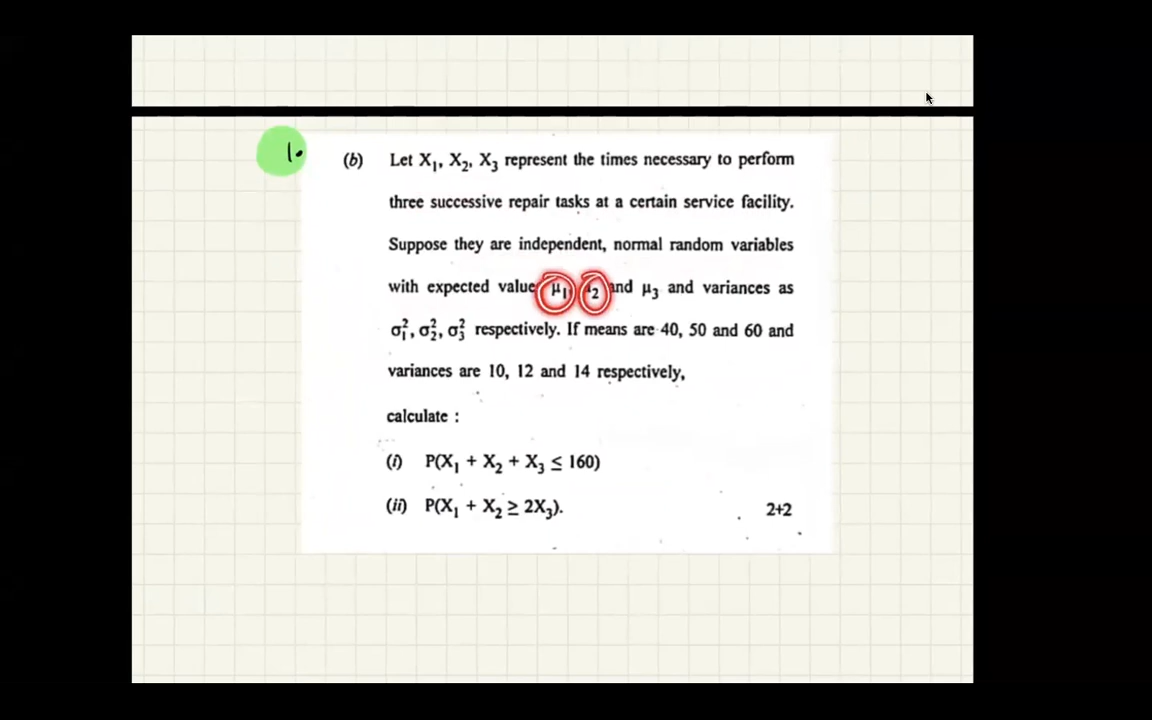 1.
(b) Let X₁, X₂, X₃ represent the times necessary to perform
three successive repair tasks at a certain service facility.
Suppose they are independent, normal random variables
with expected value μ₁ 2 and μ₃ and variances as
σ₁², σ₂², σ₃² respectively. If means are 40, 50 and 60 and
variances are 10, 12 and 14 respectively,
calculate :
(i) P(X₁ + X₂ + X₃ ≤ 160)
(ii) P(X₁ + X₂ ≥ 2X₃). 2+2